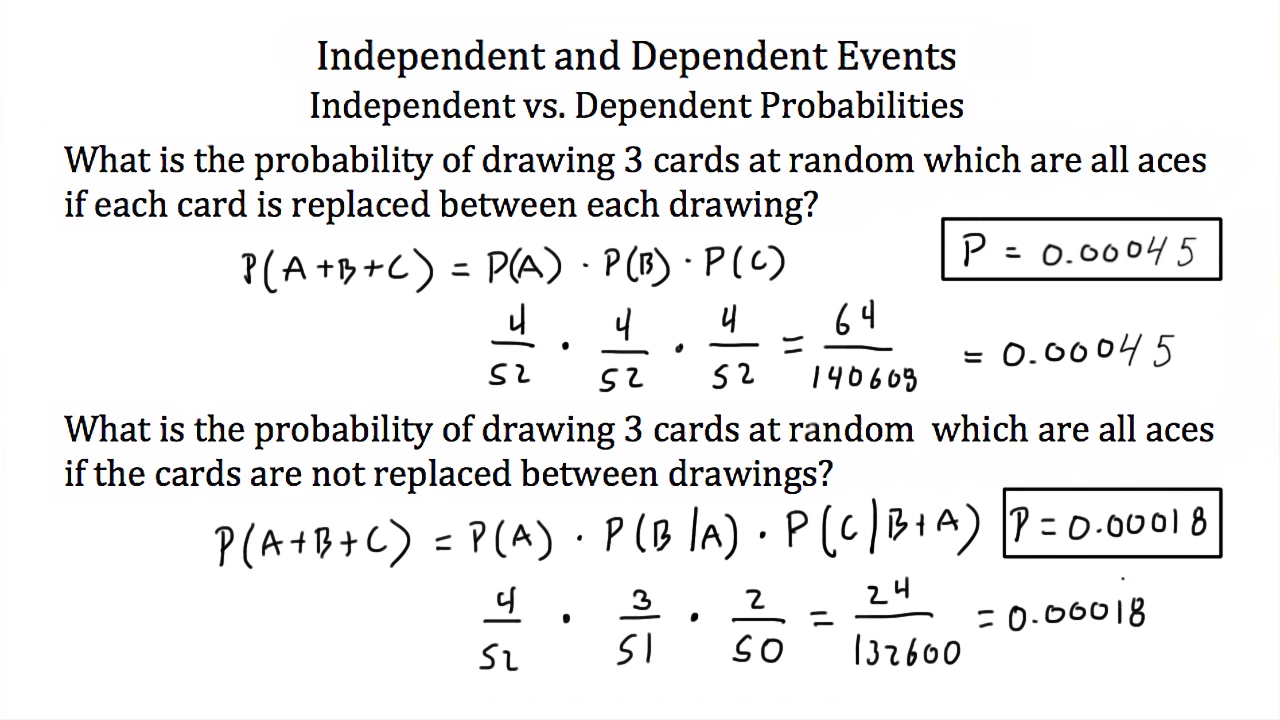 Independent and Dependent Events
Independent vs. Dependent Probabilities
What is the probability of drawing 3 cards at random which are all aces
if each card is replaced between each drawing?
P = 0.00045
P(A+B+C) = P(A) · P(B) · P(C)
4/52 · 4/52 · 4/52 = 64/140608 = 0.00045
What is the probability of drawing 3 cards at random which are all aces
if the cards are not replaced between drawings?
P(A+B+C) = P(A) · P(B|A) · P(C|B+A)
P = 0.00018
4/52 · 3/51 · 2/50 = 24/132600 = 0.00018